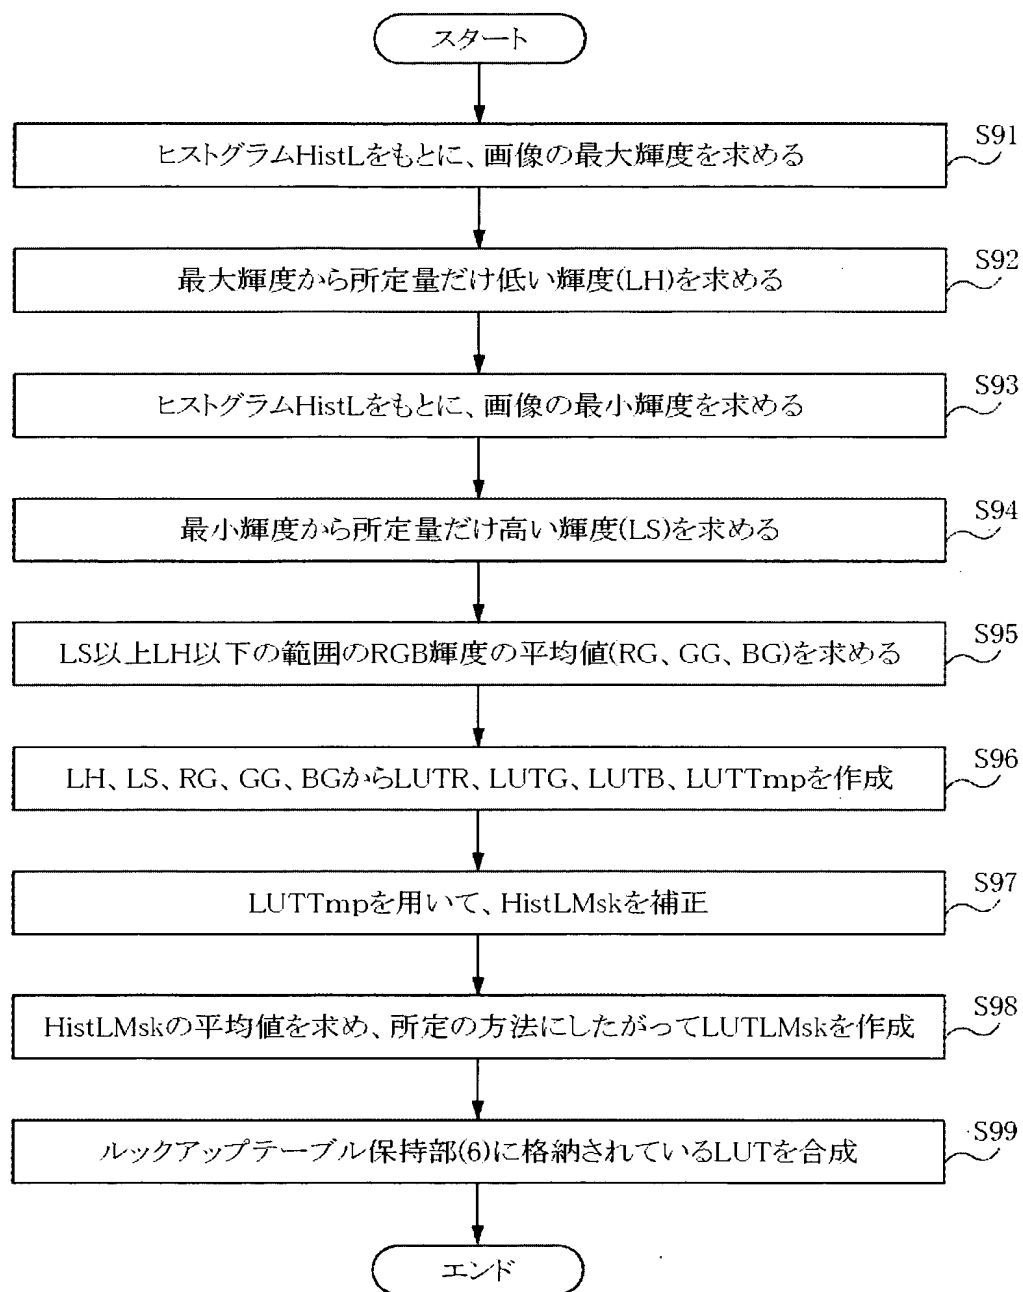 スタート
ヒストグラムHistLをもとに、画像の最大輝度を求める
S91
最大輝度から所定量だけ低い輝度(LH)を求める
S92
ヒストグラムHistLをもとに、画像の最小輝度を求める
S93
最小輝度から所定量だけ高い輝度(LS)を求める
S94
LS以上LH以下の範囲のRGB輝度の平均値(RG、GG、BG)を求める
S95
LH、LS、RG、GG、BGからLUTR、LUTG、LUTB、LUTTmpを作成
S96
LUTTmpを用いて、HistLMskを補正
S97
HistLMskの平均値を求め、所定の方法にしたがってLUTLMskを作成
S98
ルックアップテーブル保持部(6)に格納されているLUTを合成
S99
エンド